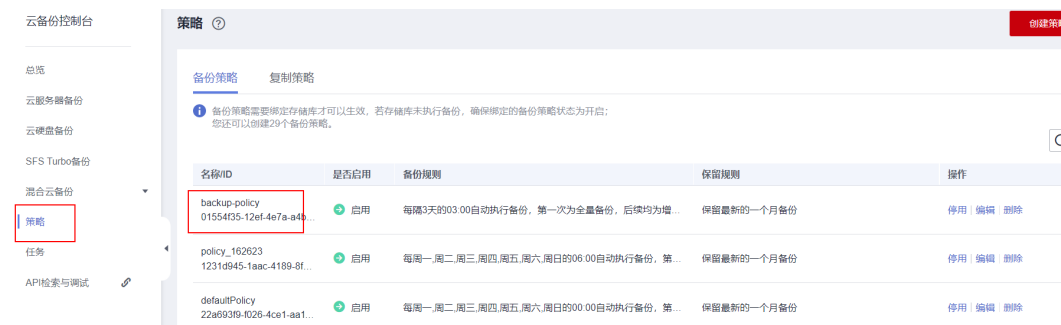 云备份控制台
总览
云服务器备份
云硬盘备份
SFS Turbo备份
混合云备份
策略
任务
API检索与调试
策略
创建策略
备份策略 复制策略
备份策略需要绑定存储库才可以生效，若存储库未执行备份，确保绑定的备份策略状态为开启；
您还可以创建29个备份策略。
名称/ID 是否启用 备份规则 保留规则 操作
backup-policy
01554f35-12ef-4e7a-a4b... 启用 每隔3天的03:00自动执行备份，第一次为全量备份，后续均为增... 保留最新的一个月备份 停用 编辑 删除
policy_162623
1231d945-1aac-4189-8f... 启用 每周一,周二,周三,周四,周五,周六,周日的06:00自动执行备份，第... 保留最新的一个月备份 停用 编辑 删除
defaultPolicy
22a693f9-f026-4ce1-aa1... 启用 每周一,周二,周三,周四,周五,周六,周日的00:00自动执行备份，第... 保留最新的一个月备份 停用 编辑 删除